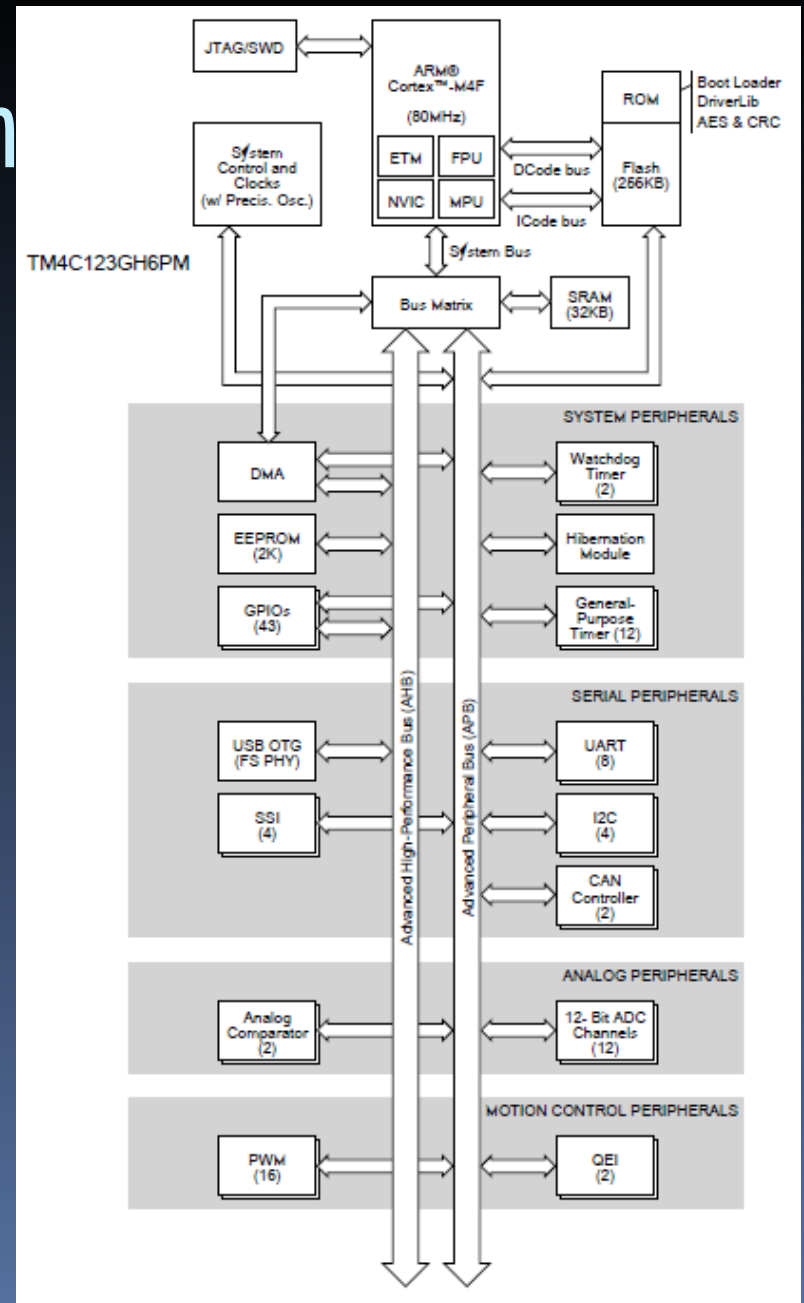 n
TM4C123GH6PM
JTAG/SWD
ARM®
Cortex™-M4F
(80MHz)
ETM
FPU
NVIC
MPU
ROM
Boot Loader
DriverLib
AES & CRC
Flash
(256KB)
DCode bus
ICode bus
System
Control and
Clocks
(w/ Precis. Osc.)
System Bus
Bus Matrix
SRAM
(32KB)
SYSTEM PERIPHERALS
DMA
Watchdog
Timer
(2)
EEPROM
(2K)
Hibernation
Module
GPIOs
(43)
General-
Purpose
Timer (12)
Advanced High-Performance Bus (AHB)
Advanced Peripheral Bus (APB)
SERIAL PERIPHERALS
USB OTG
(FS PHY)
UART
(8)
SSI
(4)
I2C
(4)
CAN
Controller
(2)
ANALOG PERIPHERALS
Analog
Comparator
(2)
12- Bit ADC
Channels
(12)
MOTION CONTROL PERIPHERALS
PWM
(16)
QEI
(2)